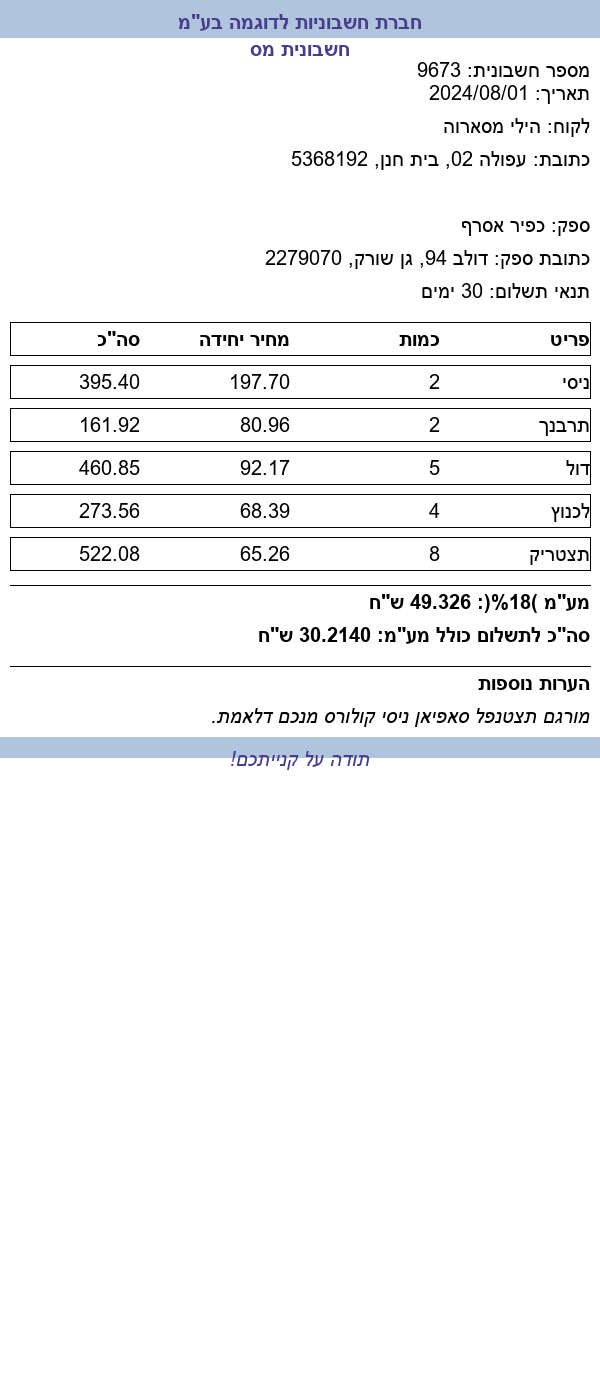 חברת חשבוניות לדוגמה בע"מ
חשבונית מס
מספר חשבונית: 9673
תאריך: 2024/08/01
לקוח: הילי מסארוה
כתובת: עפולה 02, בית חנן, 5368192
ספק: כפיר אסרף
כתובת ספק: דולב 94, גן שורק, 2279070
תנאי תשלום: 30 ימים
פריט כמות מחיר יחידה סה"כ
ניסי 2 197.70 395.40
תרבנך 2 80.96 161.92
דול 5 92.17 460.85
לכנוץ 4 68.39 273.56
תצטריק 8 65.26 522.08
מע"מ )18%(: 49.326 ש"ח
סה"כ לתשלום כולל מע"מ: 30.2140 ש"ח
הערות נוספות
מורגם תצטנפל סאפיאן ניסי קולורס מנכם דלאמת.
תודה על קנייתכם!